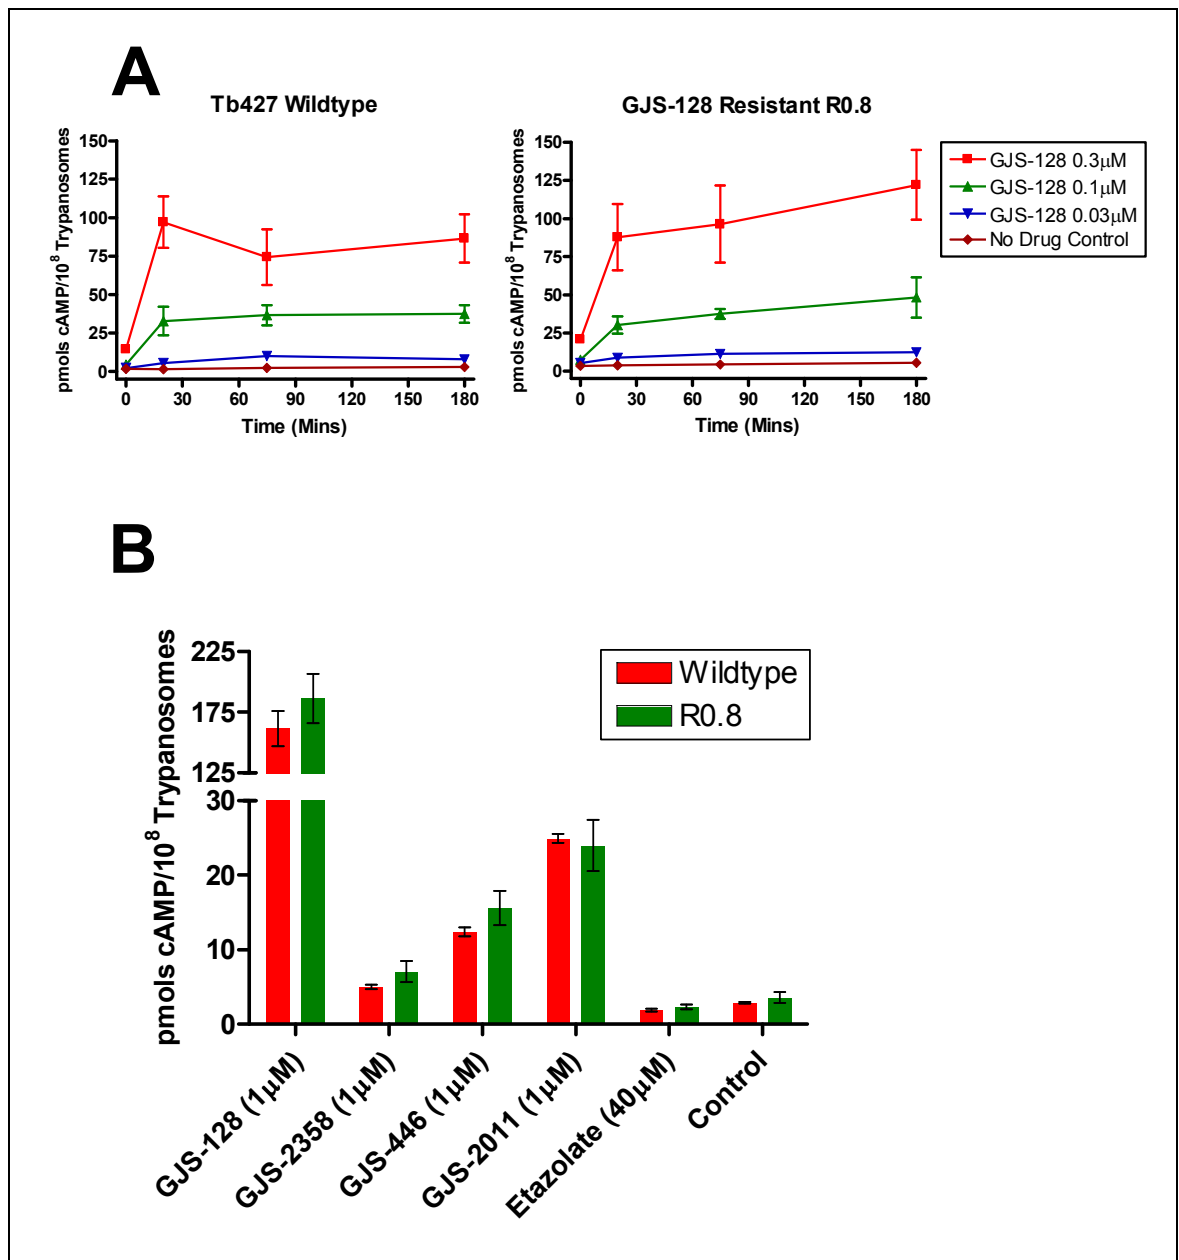 A
Tb427 Wildtype
GJS-128 Resistant R0.8
pmols cAMP/10⁸ Trypanosomes
150
125
100
75
50
25
0
0 30 60 90 120 150 180
Time (Mins)
pmols cAMP/10⁸ Trypanosomes
150
125
100
75
50
25
0
0 30 60 90 120 150 180
Time (Mins)
GJS-128 0.3μM
GJS-128 0.1μM
GJS-128 0.03μM
No Drug Control
B
pmols cAMP/10⁸ Trypanosomes
225
175
125
30
20
10
0
Wildtype
R0.8
GJS-128 (1μM)
GJS-2358 (1μM)
GJS-446 (1μM)
GJS-2011 (1μM)
Etazolate (40μM)
Control